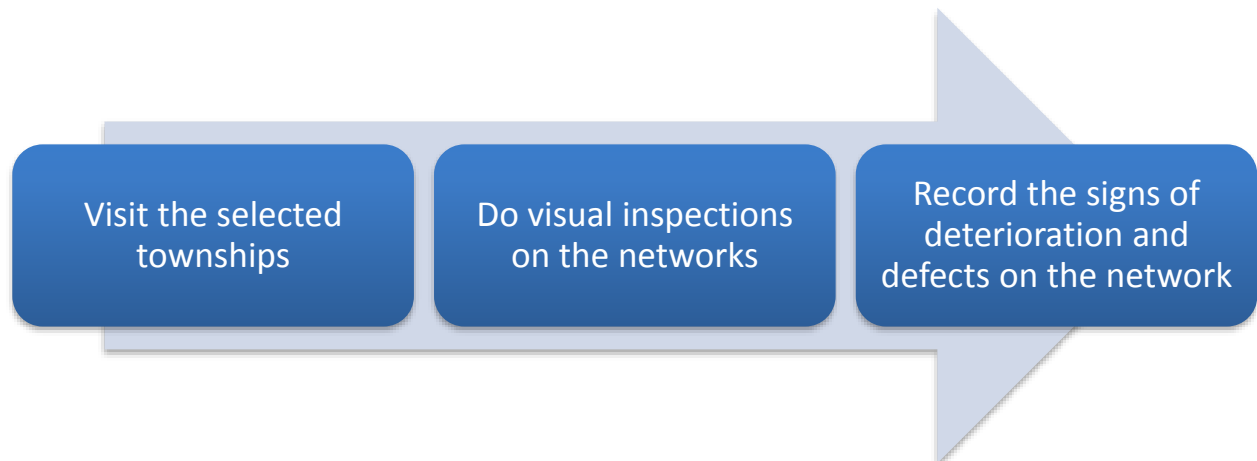 Visit the selected
townships
Do visual inspections
on the networks
Record the signs of
deterioration and
defects on the network